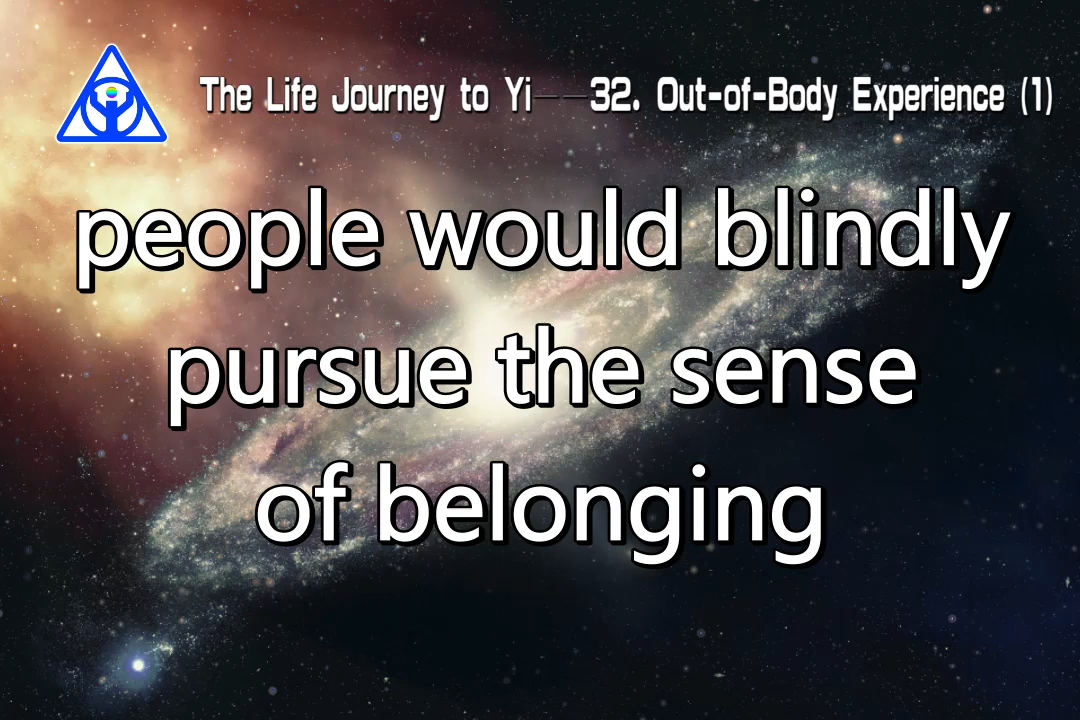 The Life Journey to Yi——32. Out-of-Body Experience (1)
people would blindly
pursue the sense
of belonging